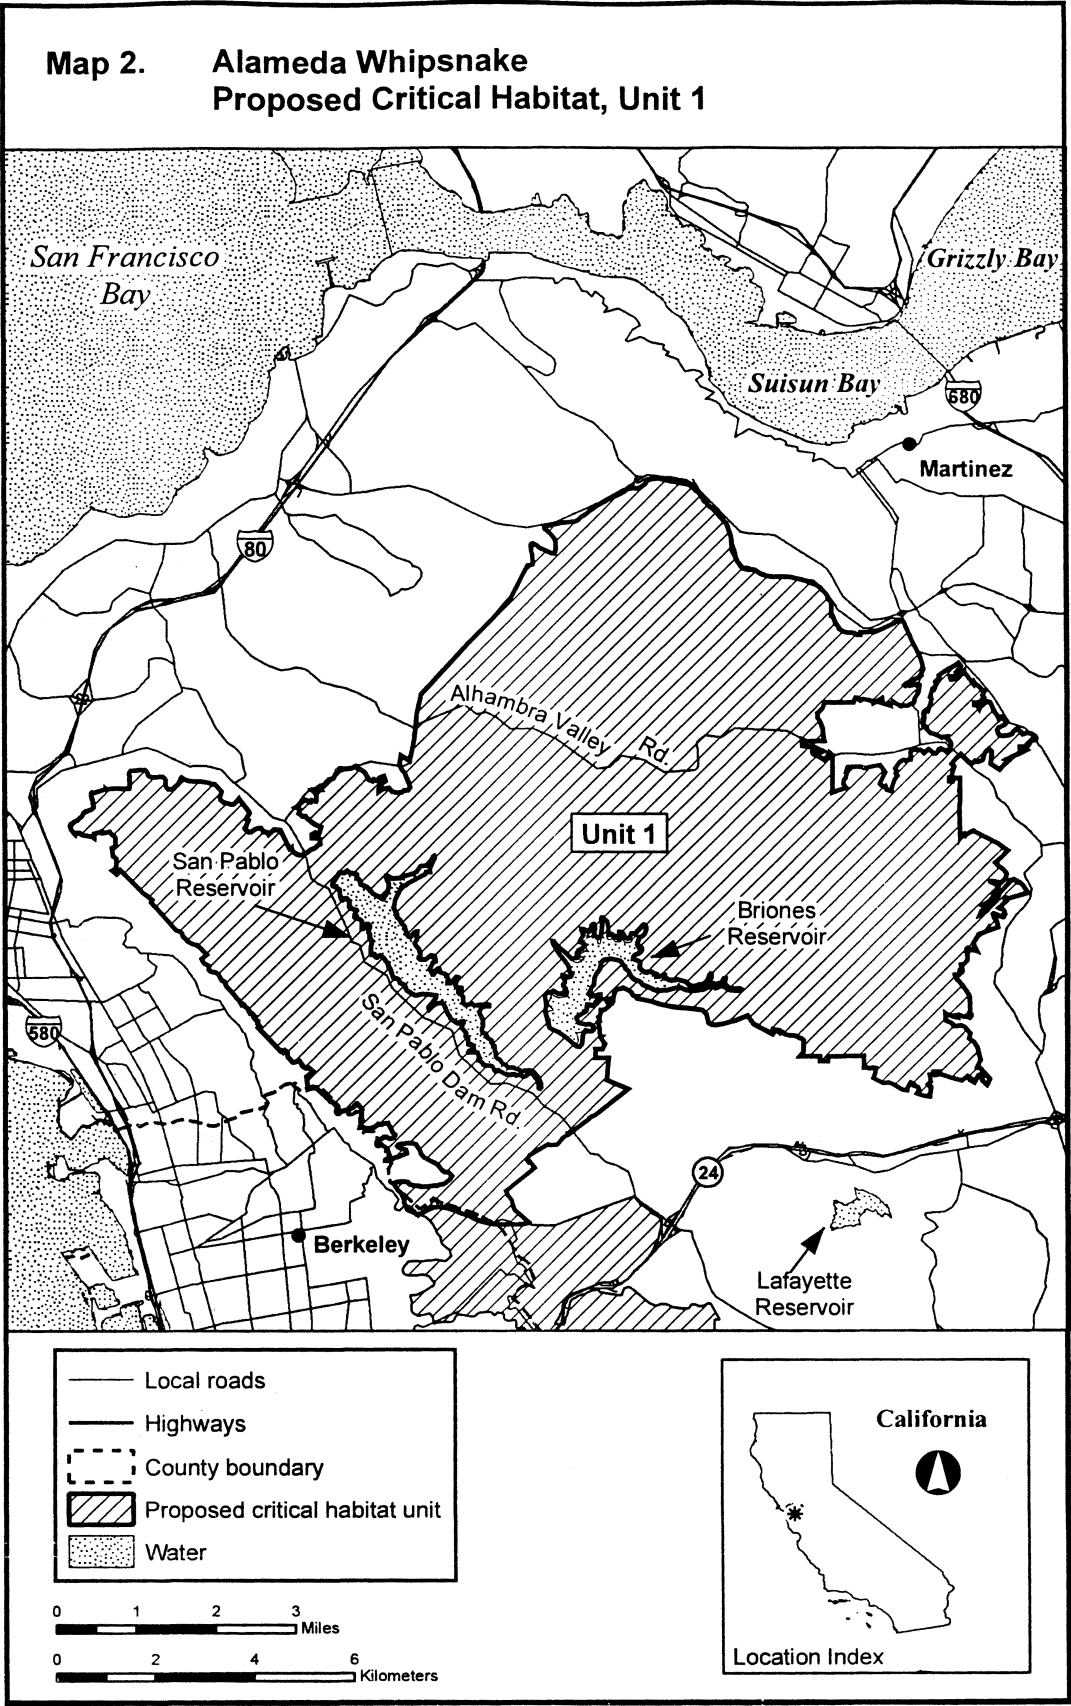 Map 2. Alameda Whipsnake
Proposed Critical Habitat, Unit 1
San Francisco
Bay
Grizzly Bay
Suisun Bay
680
Martinez
80
Alhambra Valley Rd.
Unit 1
San Pablo
Reservoir
Briones
Reservoir
San Pablo Dam Rd.
580
24
Berkeley
Lafayette
Reservoir
Local roads
Highways
County boundary
Proposed critical habitat unit
Water
0 1 2 3
Miles
0 2 4 6
Kilometers
California
Location Index